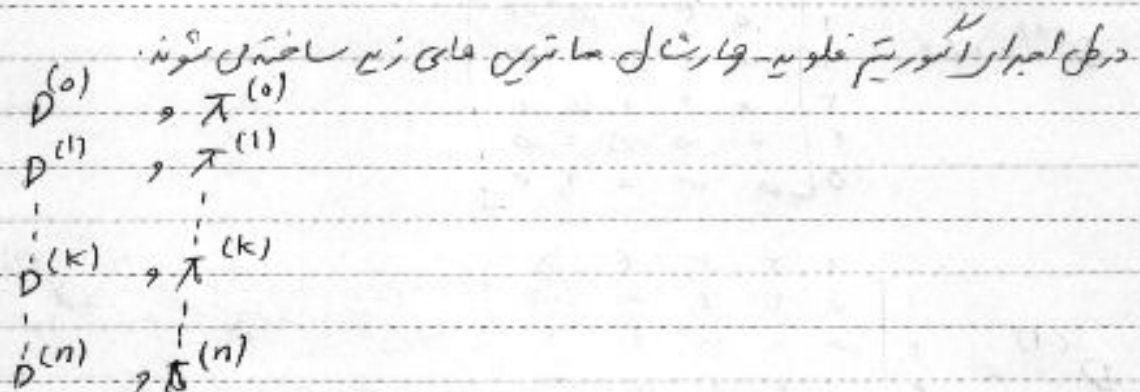 در طی اجرای الگوریتم فلوید-وارشال ماتریس های زیر ساخته می شوند.
D^(0) , π^(0)
D^(1) , π^(1)
D^(k) , π^(k)
D^(n) , π^(n)